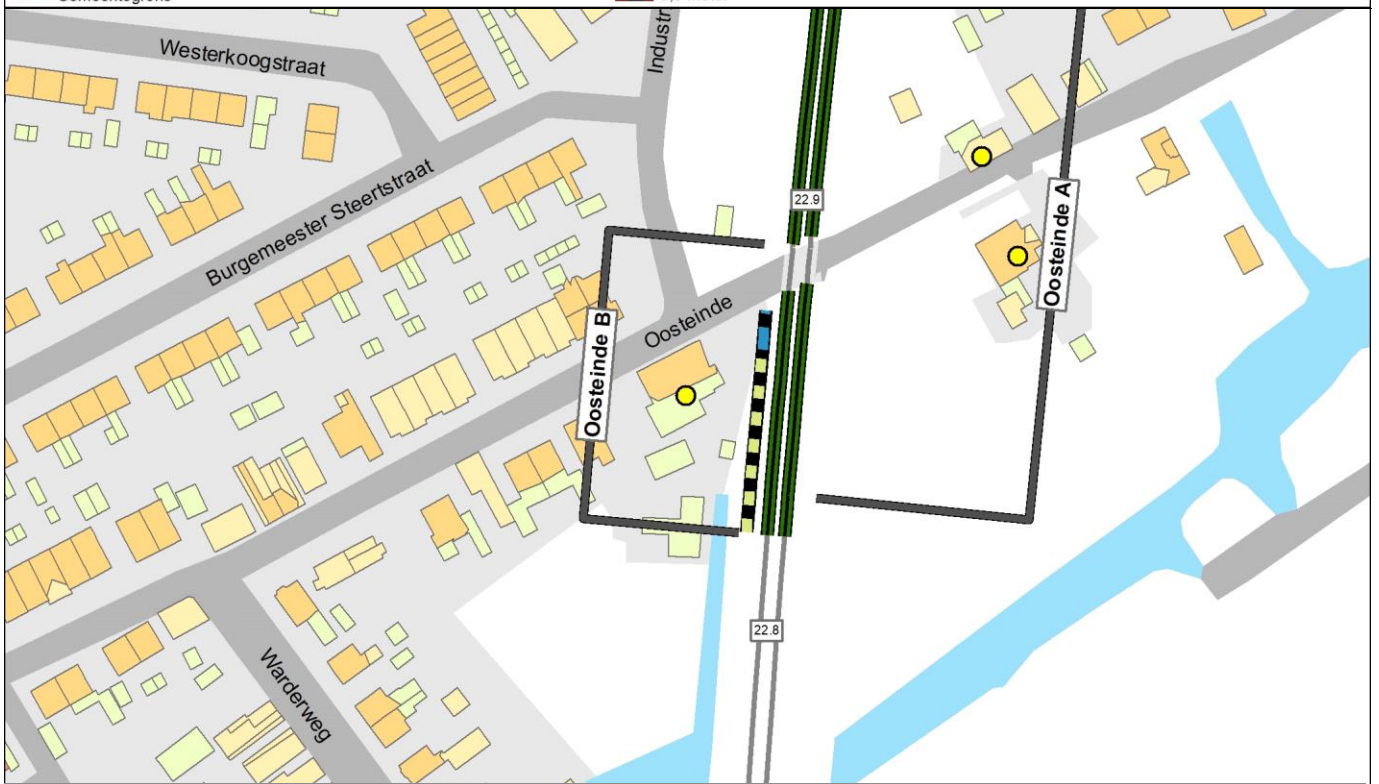 Westerkoogstraat
Industr
Burgemeester Steertstraat
22.9
Oosteinde A
Oosteinde
Oosteinde B
22.8
Warderweg